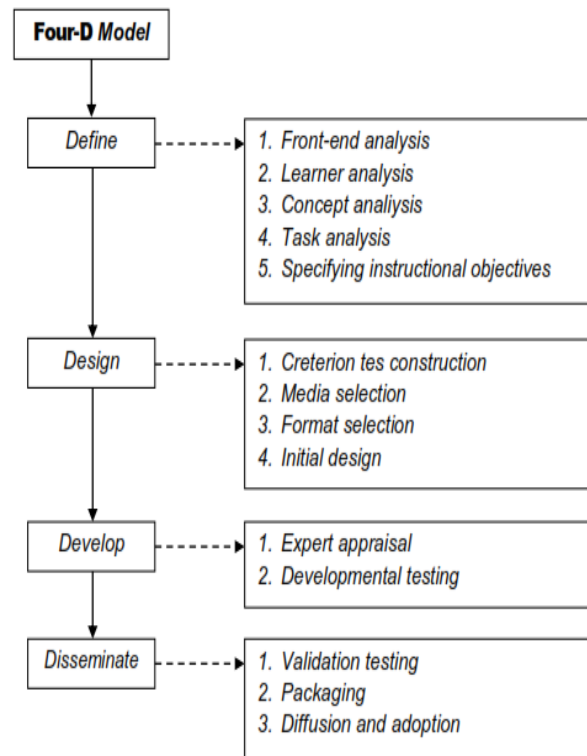 Four-D Model
Define
1. Front-end analysis
2. Learner analysis
3. Concept analiysis
4. Task analysis
5. Specifying instructional objectives
Design
1. Creterion tes construction
2. Media selection
3. Format selection
4. Initial design
Develop
1. Expert appraisal
2. Developmental testing
Disseminate
1. Validation testing
2. Packaging
3. Diffusion and adoption